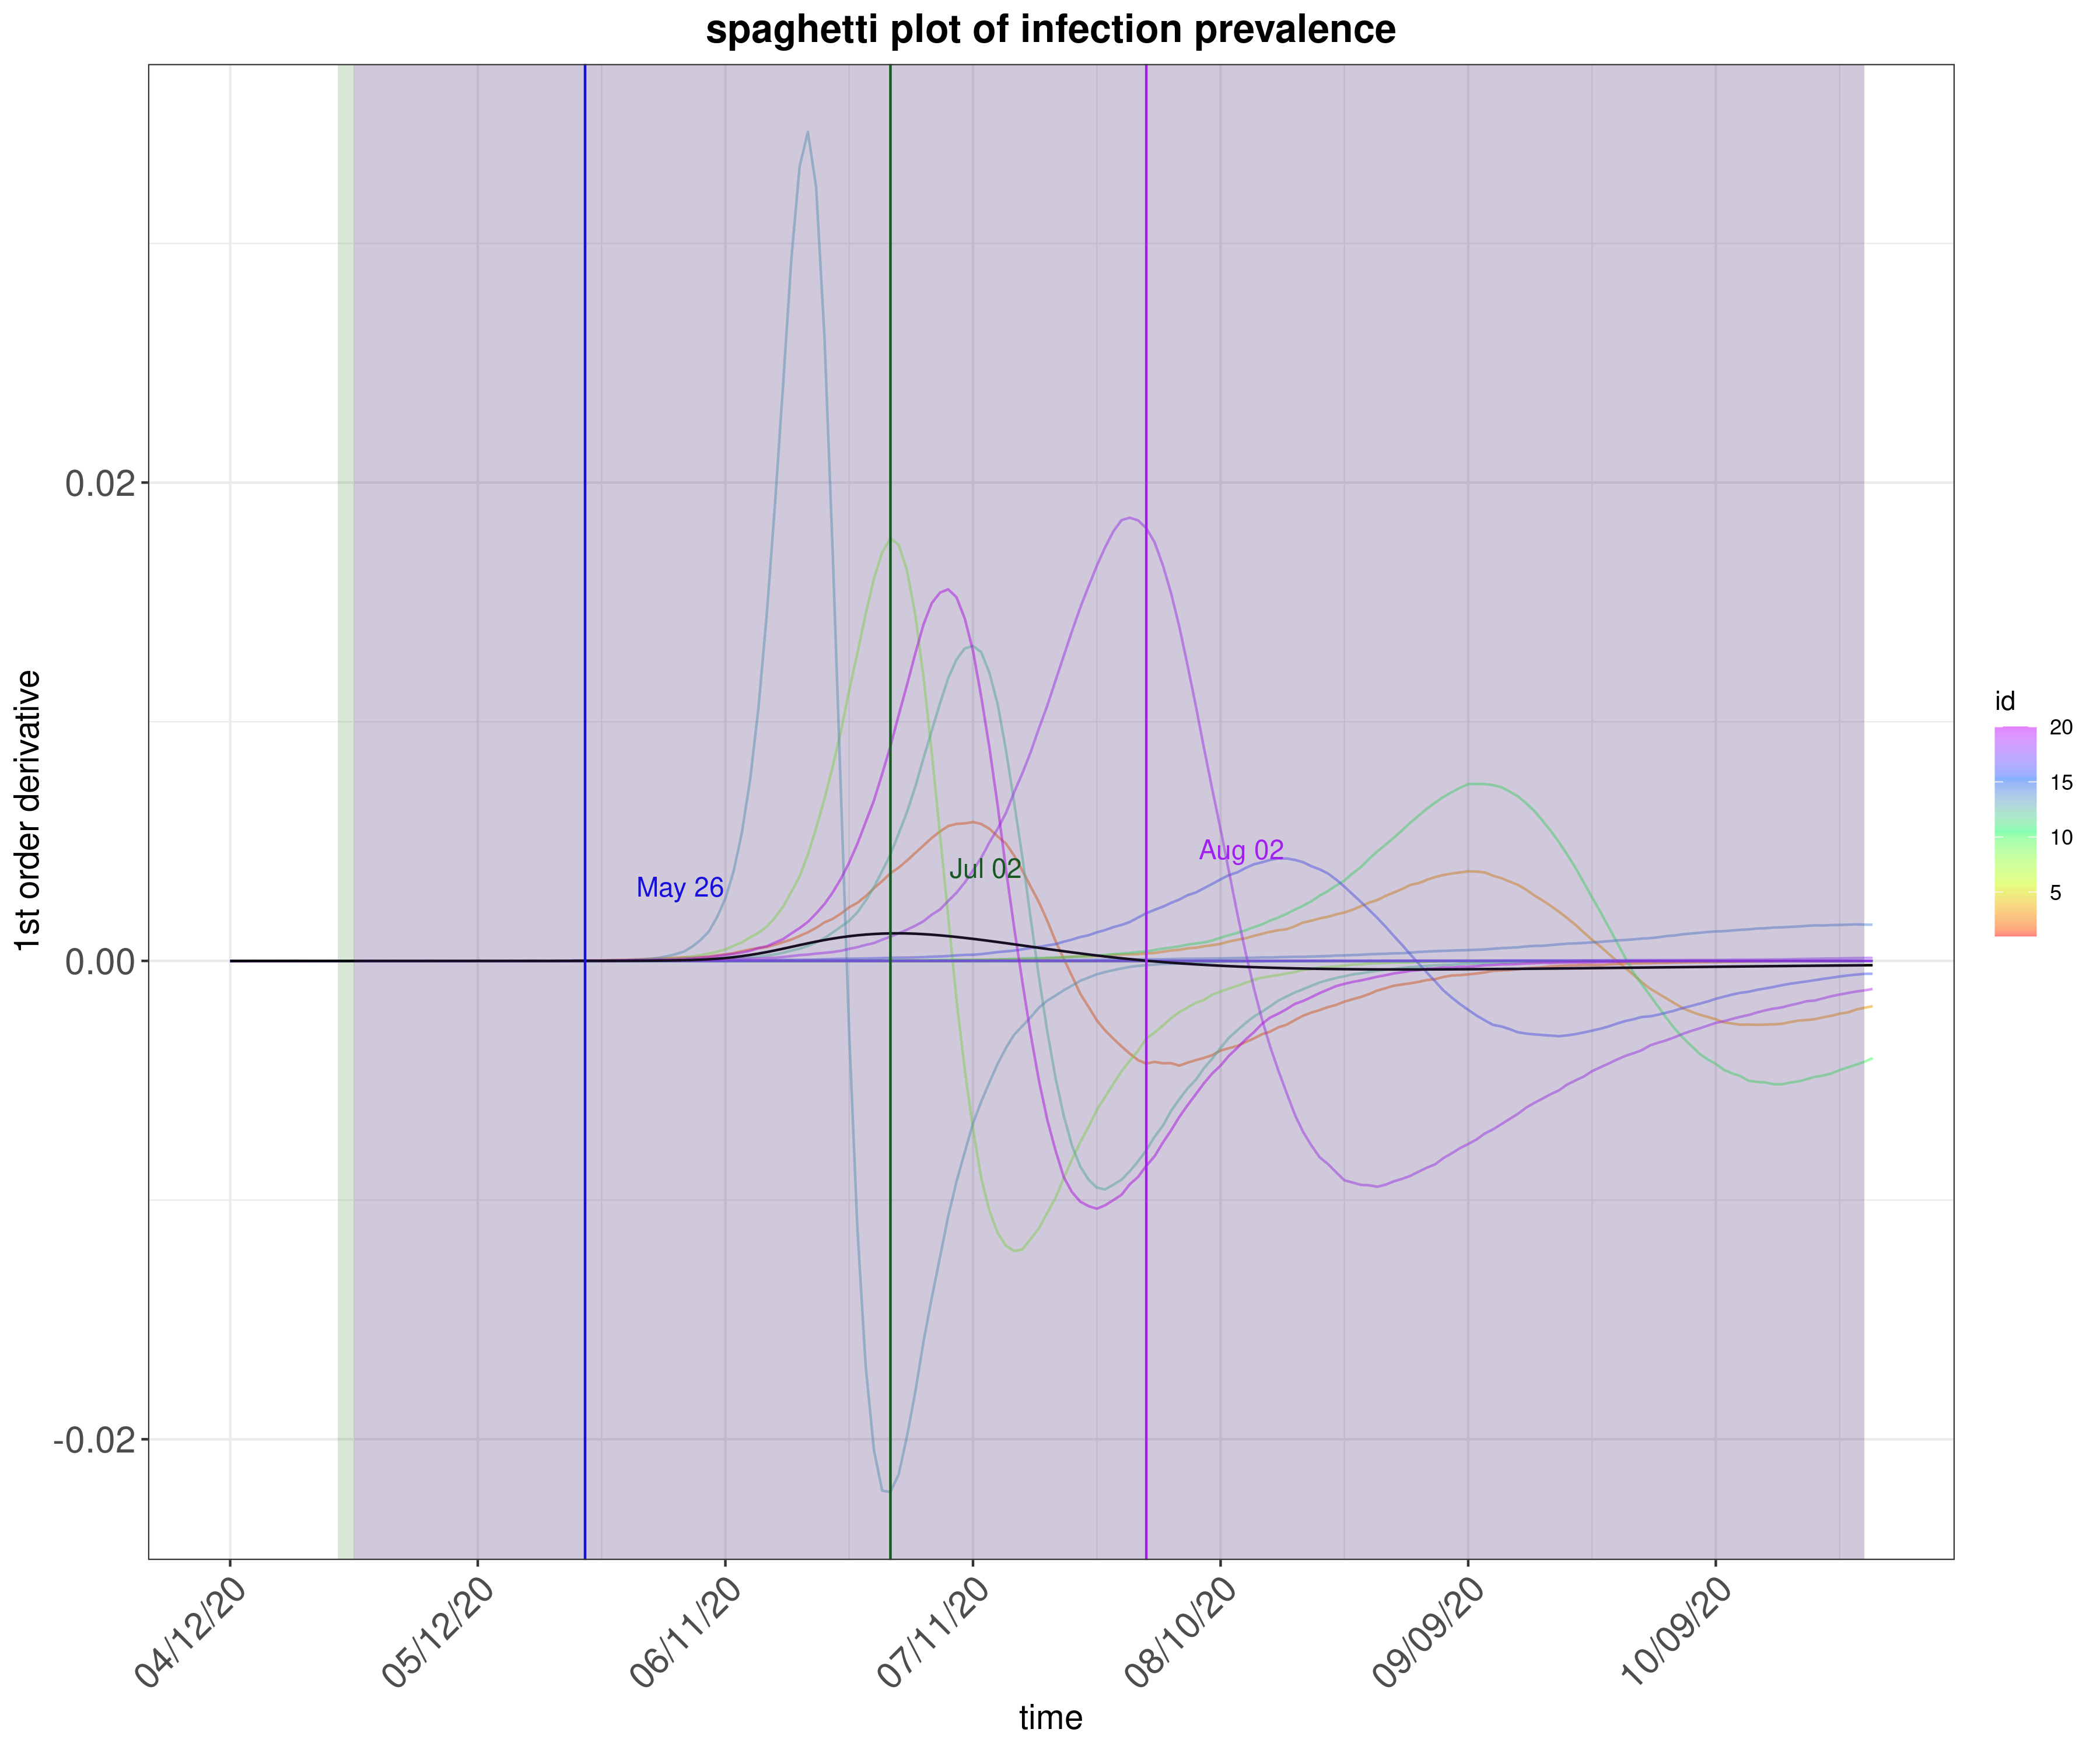 spaghetti plot of infection prevalence
1st order derivative
0.02
0.00
-0.02
May 26
Jul 02
Aug 02
id
20
15
10
5
04/12/20
05/12/20
06/11/20
07/11/20
08/10/20
09/09/20
10/09/20
time